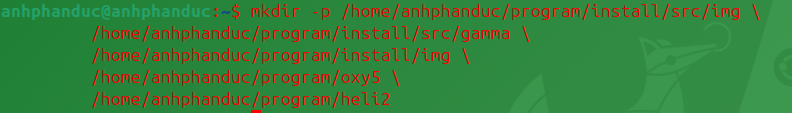 anhphanduc@anhphanduc:~$ mkdir -p /home/anhphanduc/program/install/src/img \
/home/anhphanduc/program/install/src/gamma \
/home/anhphanduc/program/install/img \
/home/anhphanduc/program/oxy5 \
/home/anhphanduc/program/heli2